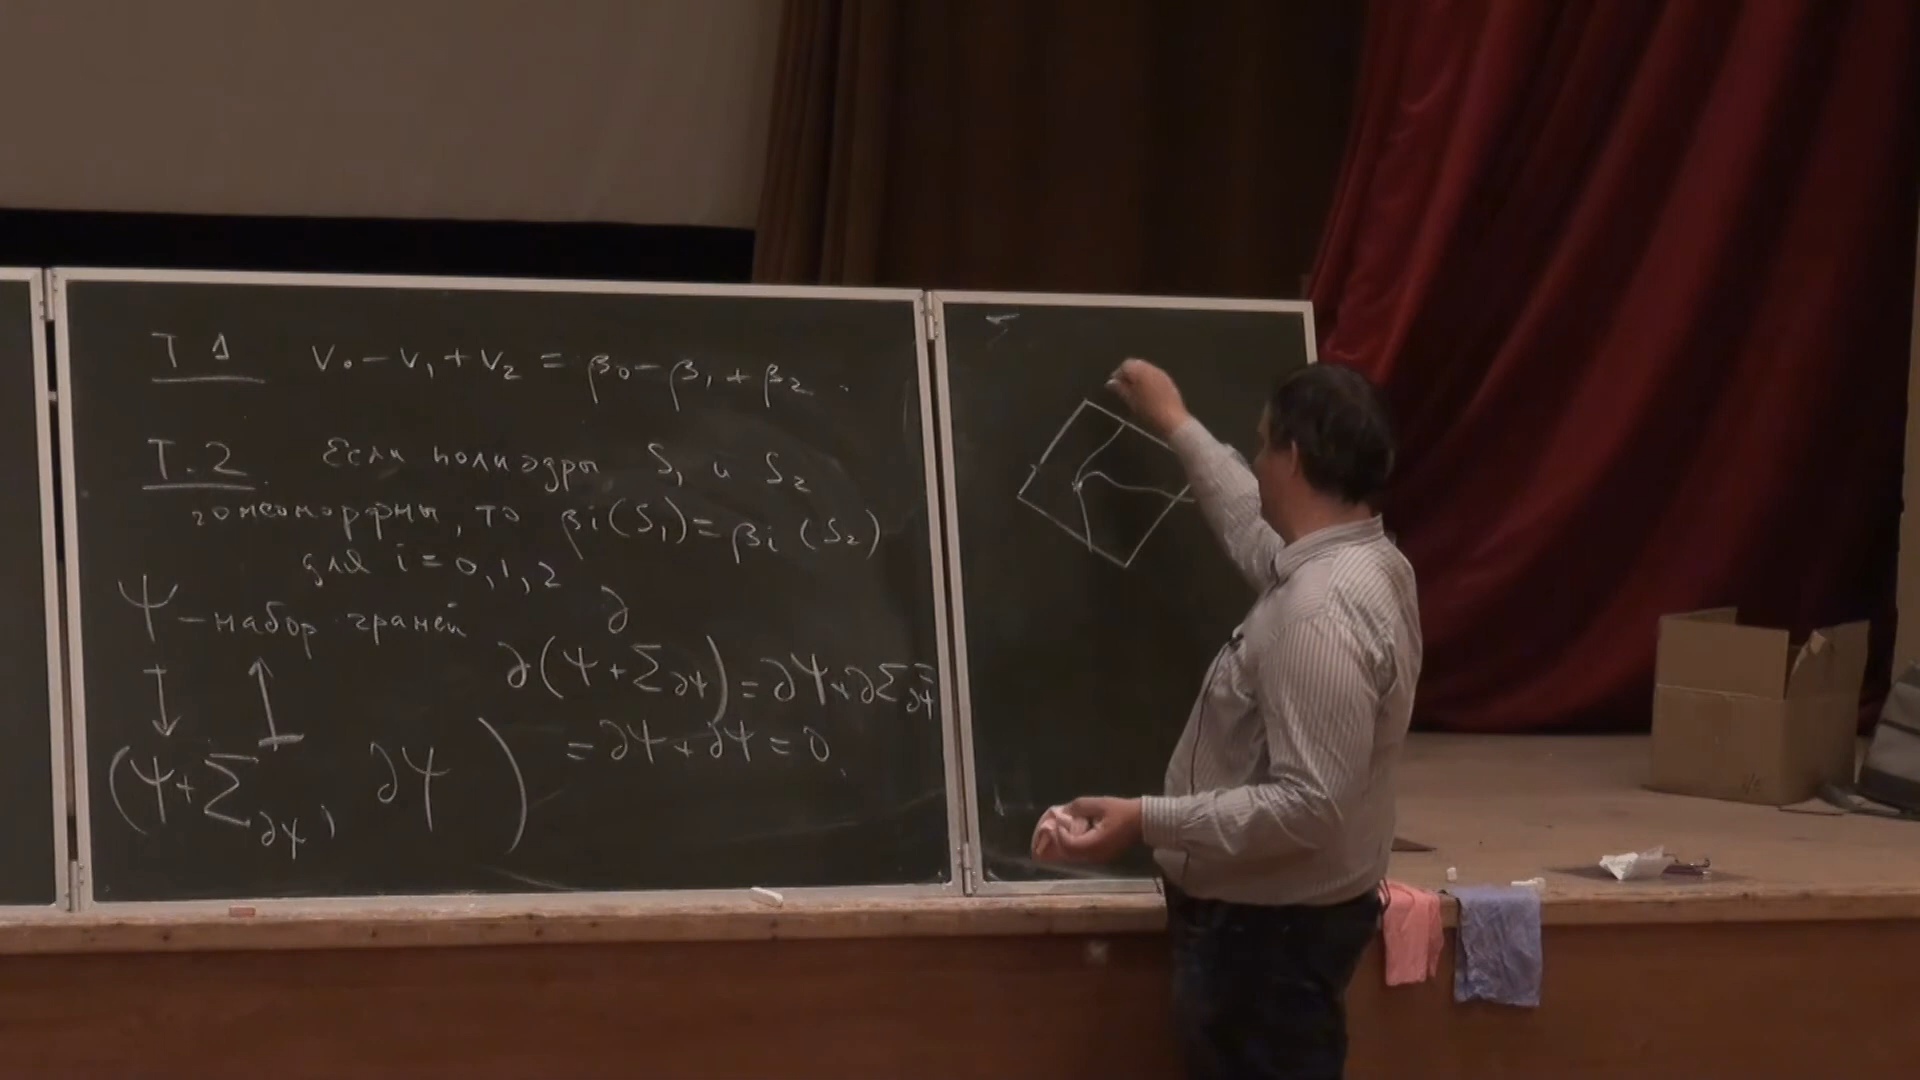 T 1 V₀ - V₁ + V₂ = β₀ - β₁ + β₂ .
T.2 Если полиэдры S₁ и S₂
гомеоморфны, то βi(S₁) = βi(S₂)
для i = 0,1,2
Ψ - набор граней ∂
∂(Ψ + Σ∂Ψ) = ∂Ψ + ∂Σ∂Ψ =
= ∂Ψ + ∂Ψ = 0.
(Ψ + Σ∂Ψ, ∂Ψ)